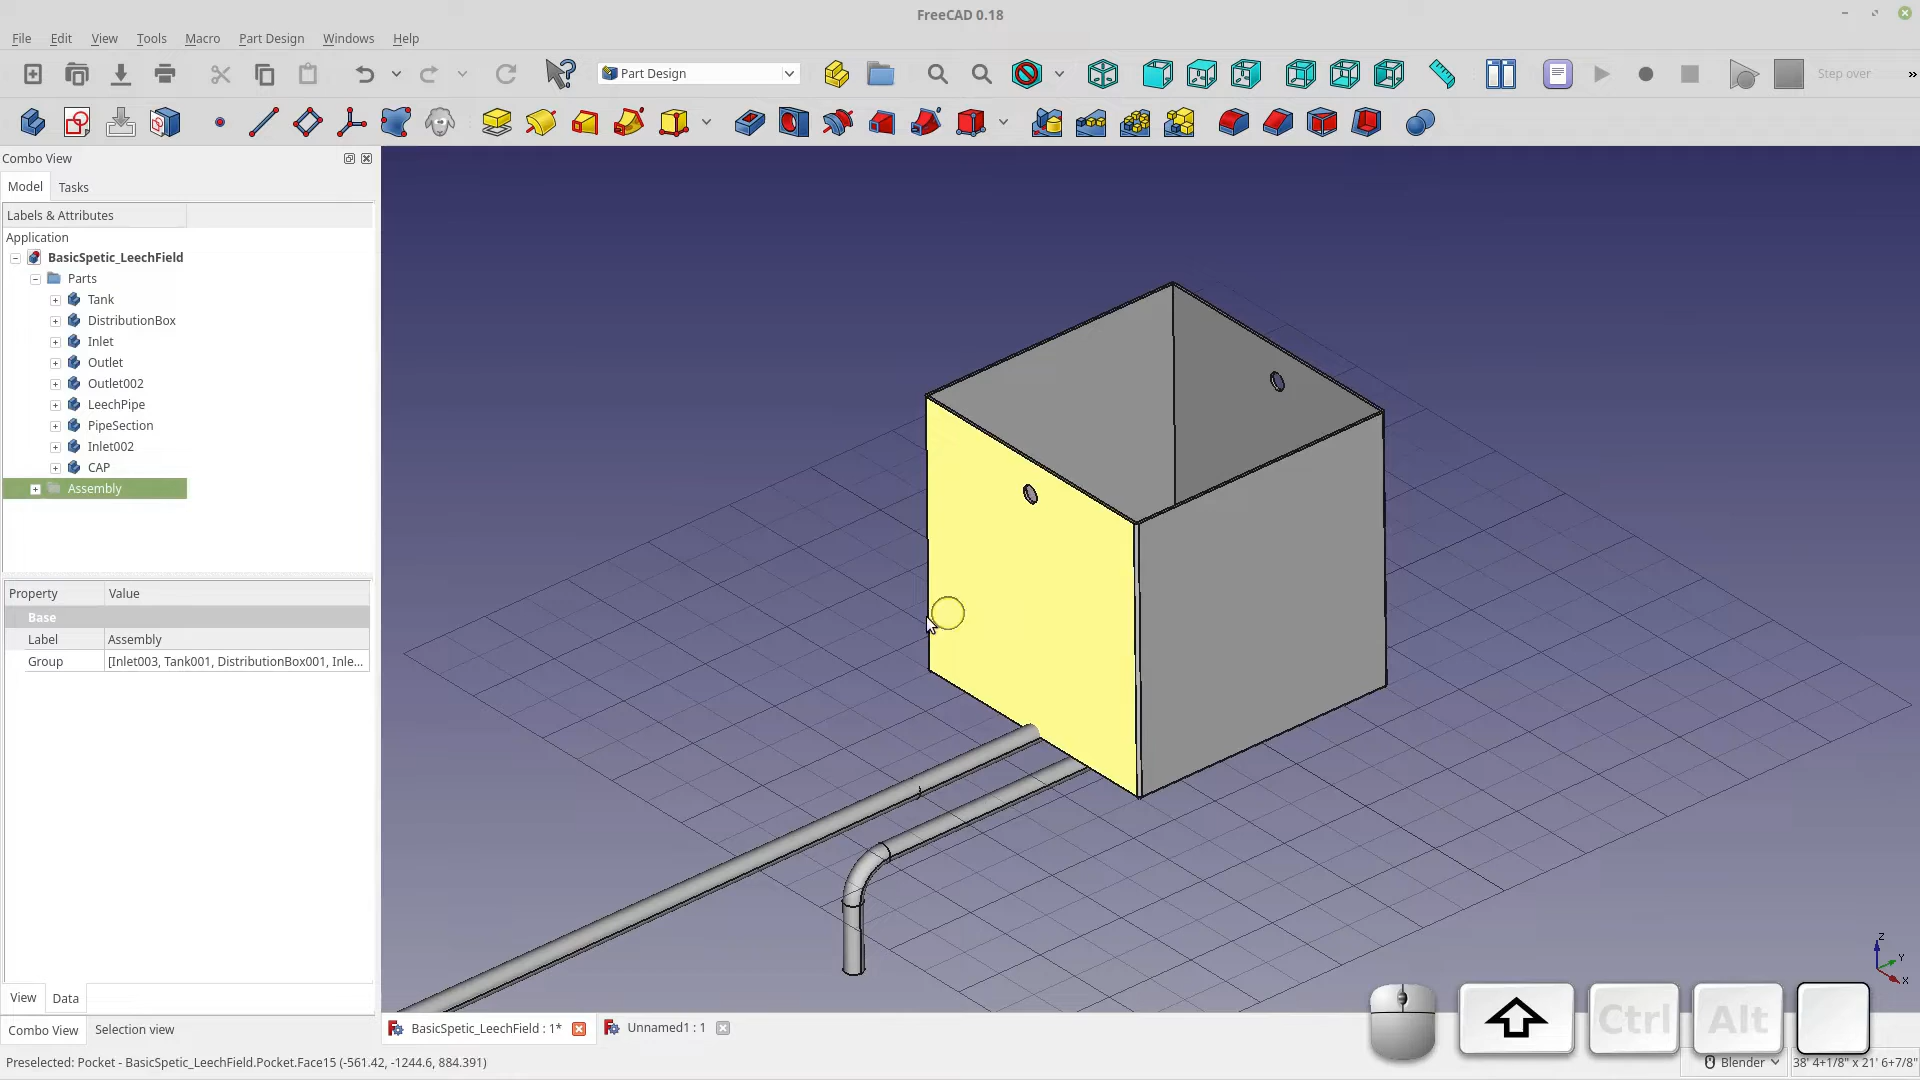 FreeCAD 0.18
File Edit View Tools Macro Part Design Windows Help
Part Design
Step over
Combo View
Model Tasks
Labels & Attributes
Application
BasicSpetic_LeechField
Parts
Tank
DistributionBox
Inlet
Outlet
Outlet002
LeechPipe
PipeSection
Inlet002
CAP
Assembly
Property Value
Base
Label Assembly
Group [Inlet003, Tank001, DistributionBox001, Inle...
Z
Y
X
View Data
Combo View Selection view
BasicSpetic_LeechField : 1* Unnamed1 : 1
Ctrl Alt
Preselected: Pocket - BasicSpetic_LeechField.Pocket.Face15 (-561.42, -1244.6, 884.391)
Blender 38' 4+1/8" x 21' 6+7/8"